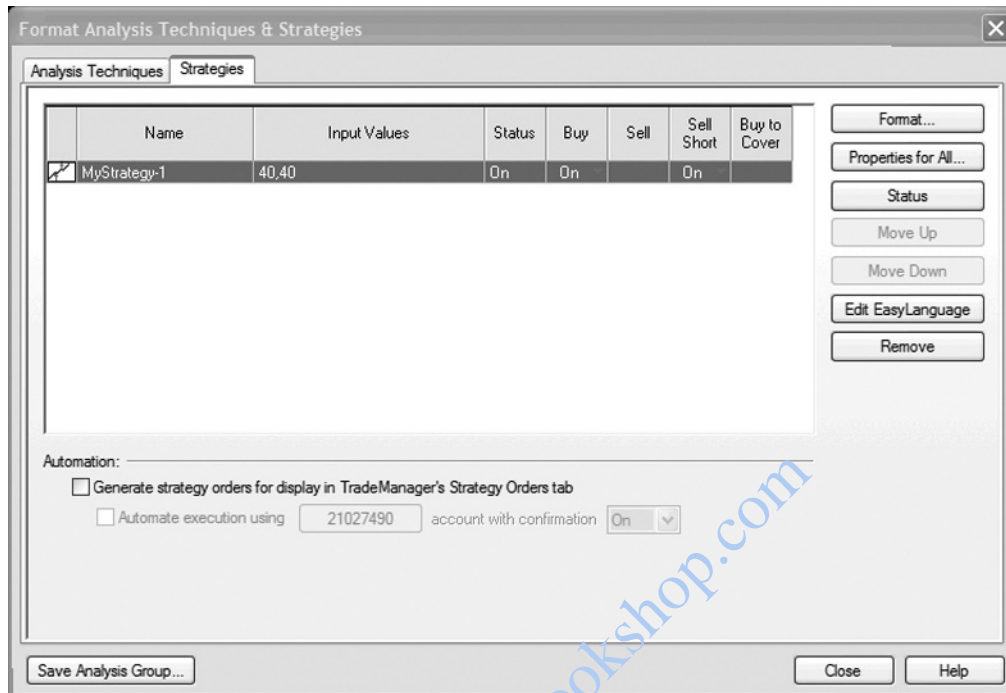 Format Analysis Techniques & Strategies
Analysis Techniques Strategies
Name Input Values Status Buy Sell Sell Short Buy to Cover
MyStrategy-1 40,40 On On On
Format...
Properties for All...
Status
Move Up
Move Down
Edit EasyLanguage
Remove
Automation:
Generate strategy orders for display in TradeManager's Strategy Orders tab
Automate execution using 21027490 account with confirmation On
Save Analysis Group...
Close Help
okshop.com